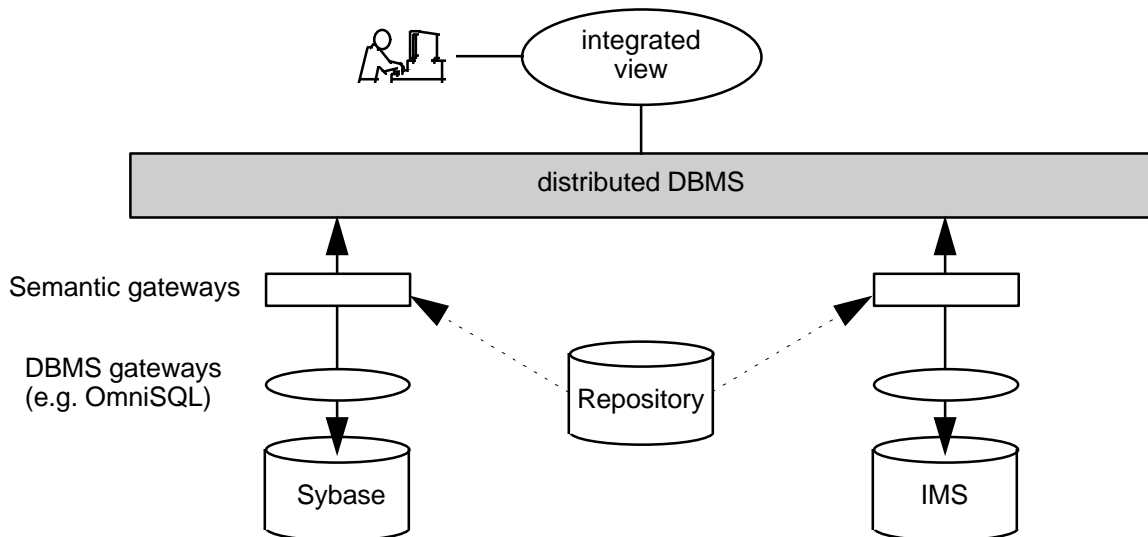 integrated
view
distributed DBMS
Semantic gateways
DBMS gateways
(e.g. OmniSQL)
Repository
Sybase
IMS